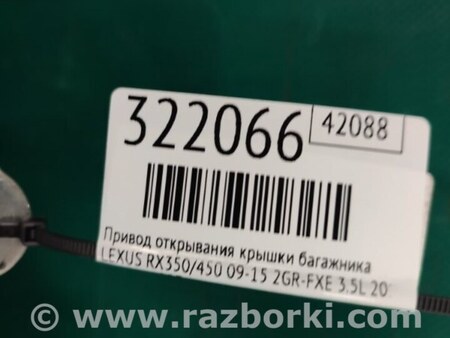 322066
42088
Привод открывания крышки багажника
LEXUS RX350/450 09-15 2GR-FXE 3.5L 20
© www.razborki.com